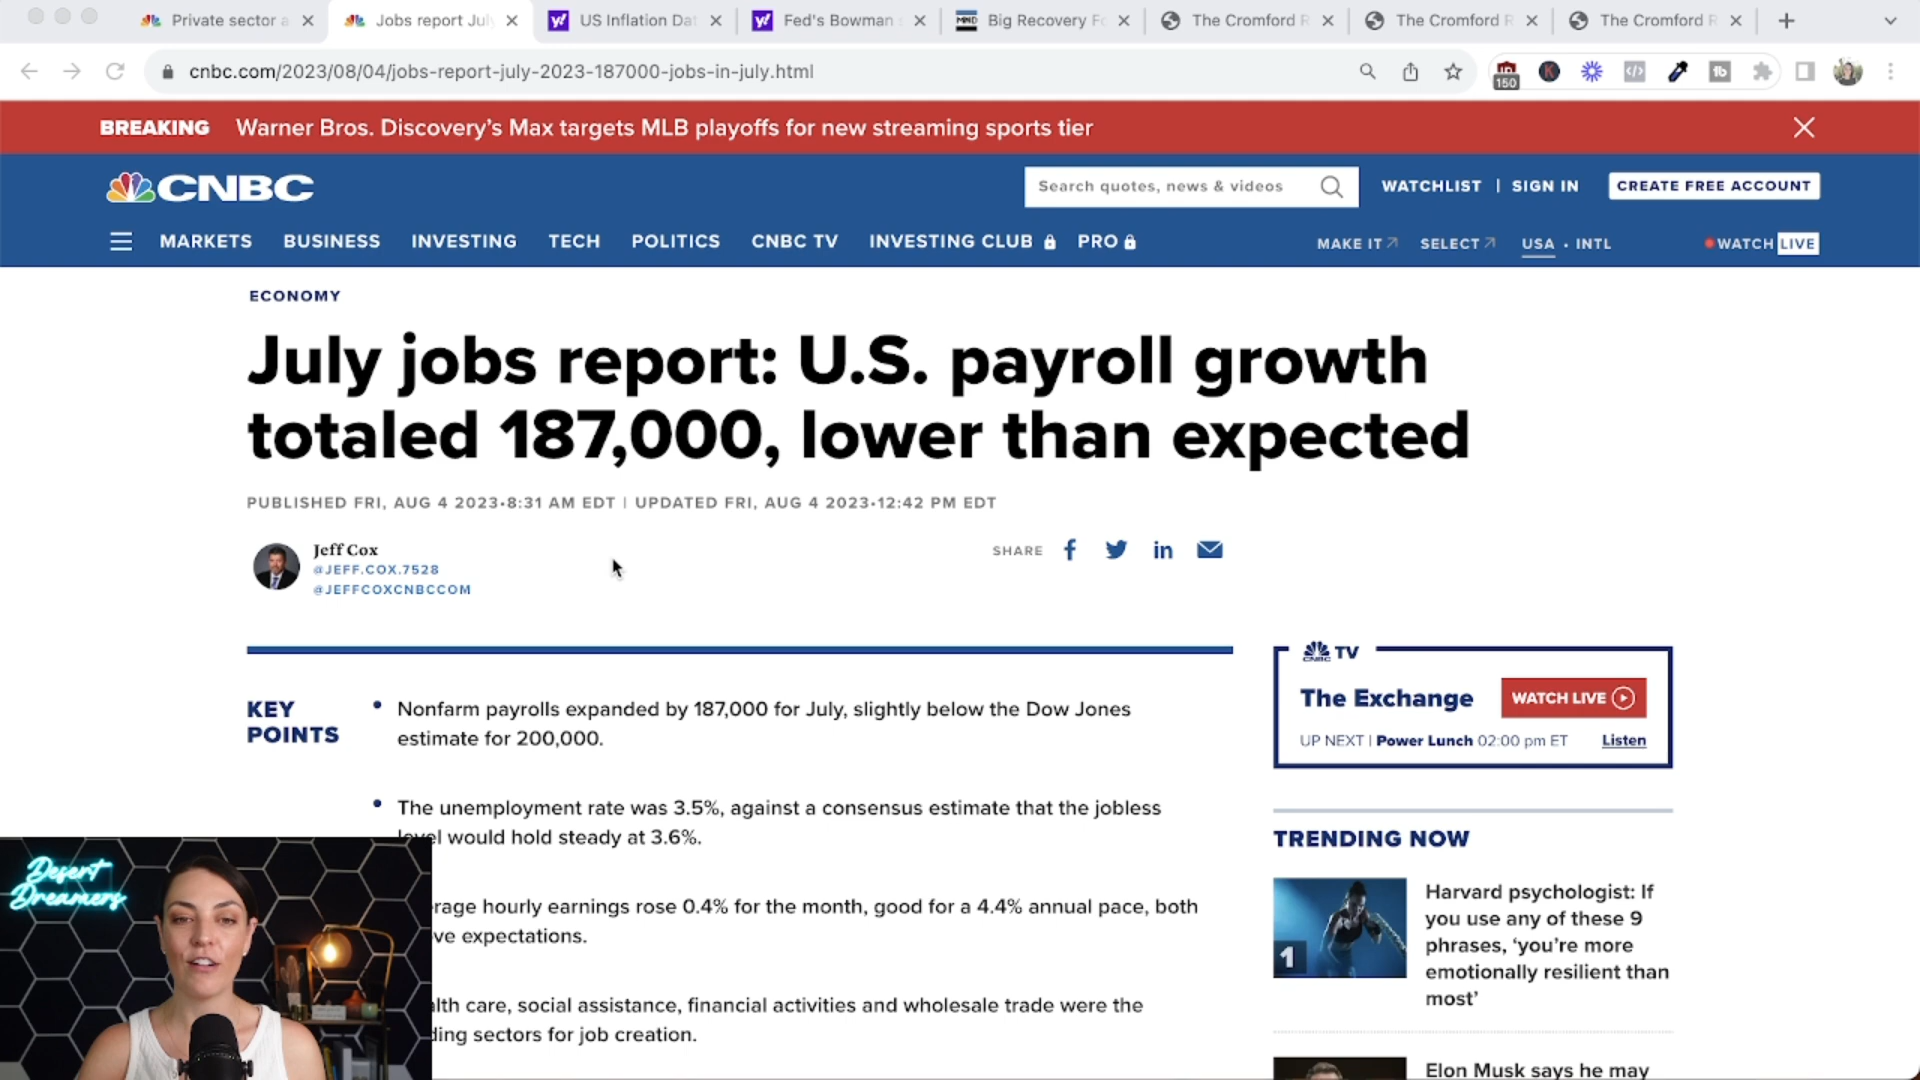 Private sector a
Jobs report July
US Inflation Dat
Fed's Bowman s
Big Recovery Fo
The Cromford R
The Cromford R
The Cromford R
cnbc.com/2023/08/04/jobs-report-july-2023-187000-jobs-in-july.html
150
BREAKING Warner Bros. Discovery’s Max targets MLB playoffs for new streaming sports tier
CNBC
Search quotes, news & videos
WATCHLIST | SIGN IN
CREATE FREE ACCOUNT
MARKETS BUSINESS INVESTING TECH POLITICS CNBC TV INVESTING CLUB PRO
MAKE IT SELECT USA • INTL WATCH LIVE
ECONOMY
July jobs report: U.S. payroll growth
totaled 187,000, lower than expected
PUBLISHED FRI, AUG 4 2023•8:31 AM EDT | UPDATED FRI, AUG 4 2023•12:42 PM EDT
Jeff Cox
@JEFF.COX.7528
@JEFFCOXCNBCCOM
SHARE
KEY
POINTS
Nonfarm payrolls expanded by 187,000 for July, slightly below the Dow Jones
estimate for 200,000.
The unemployment rate was 3.5%, against a consensus estimate that the jobless
level would hold steady at 3.6%.
rage hourly earnings rose 0.4% for the month, good for a 4.4% annual pace, both
ve expectations.
lth care, social assistance, financial activities and wholesale trade were the
ding sectors for job creation.
TV
The Exchange
WATCH LIVE
UP NEXT | Power Lunch 02:00 pm ET
Listen
TRENDING NOW
1
Harvard psychologist: If
you use any of these 9
phrases, ‘you’re more
emotionally resilient than
most’
Elon Musk says he may
Desert
Dreamers